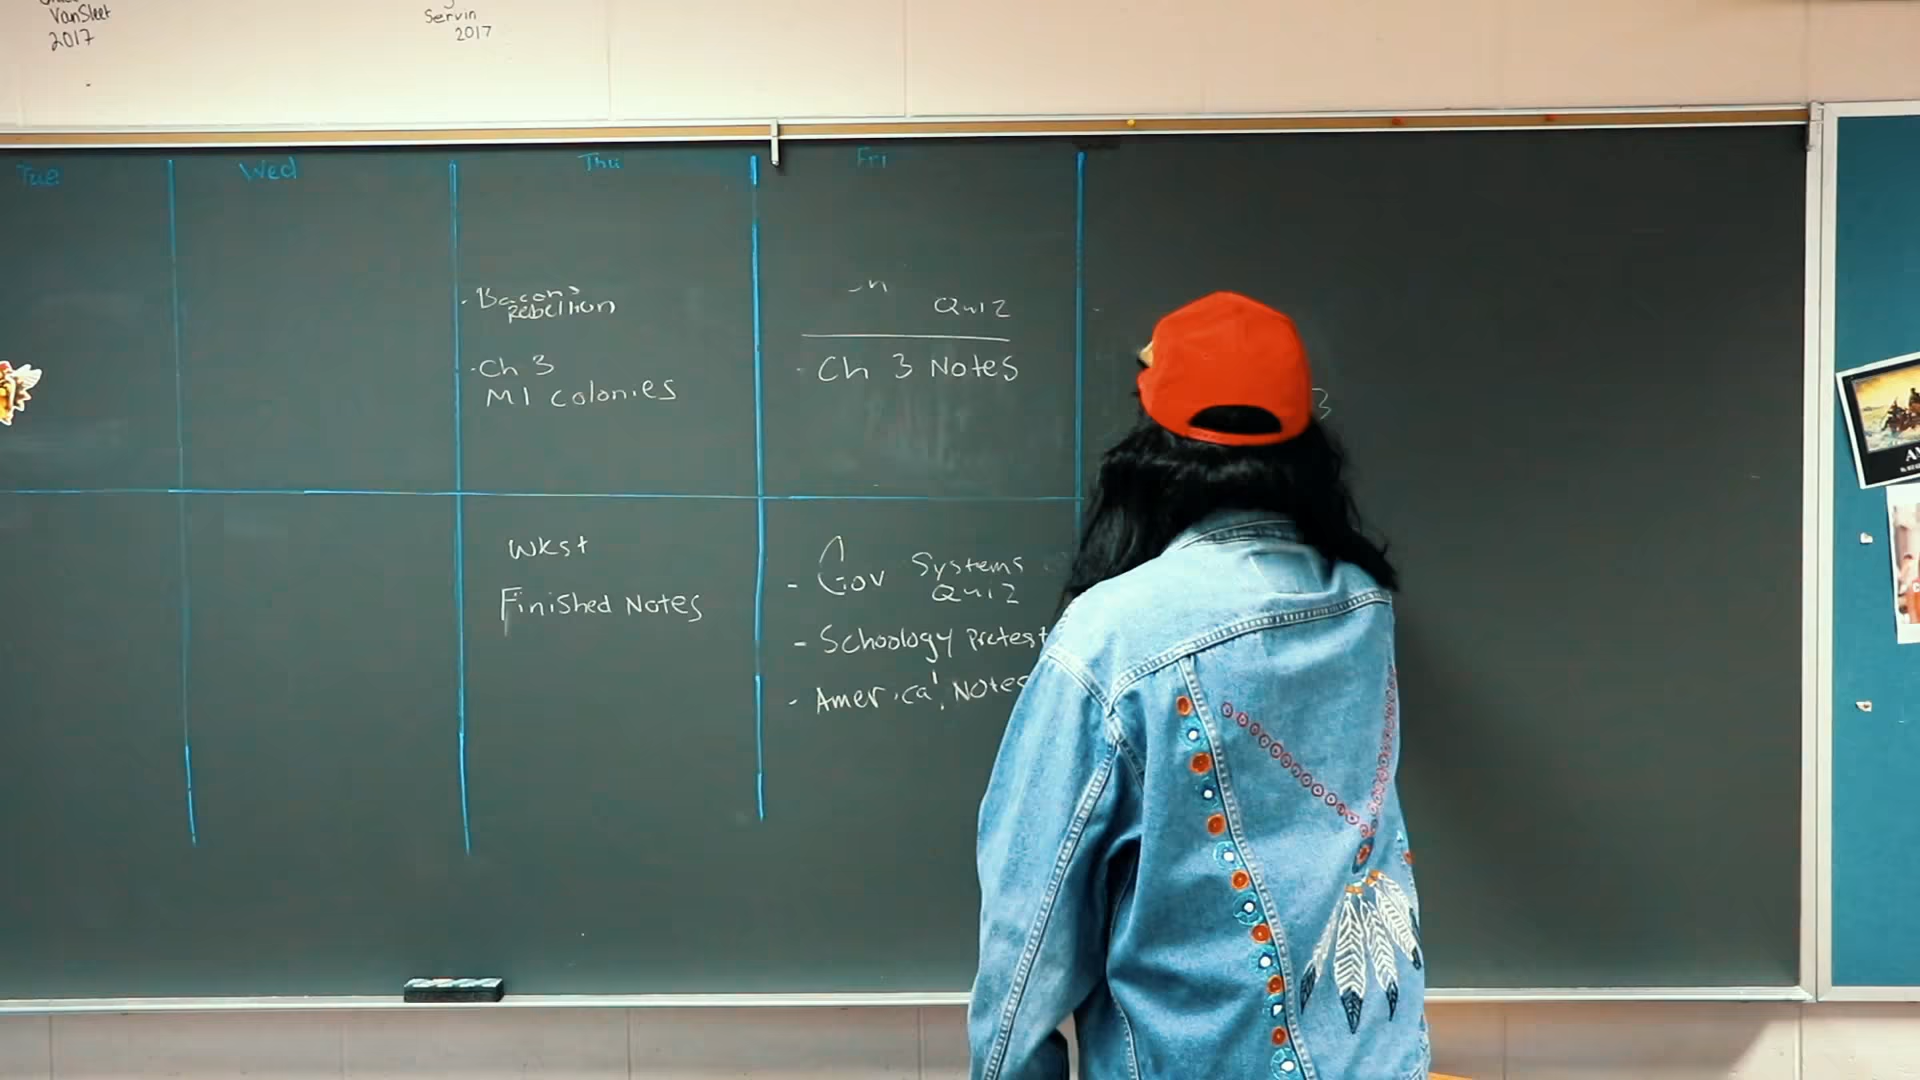 VanSleet
2017
Servin
2017
Tue
Wed
Thu
Fri
- Bacon's
Rebellion
- Ch 3
MI colonies
Quiz
- Ch 3 Notes
3
Wkst
Finished Notes
- Gov Systems
Quiz
- Schoology pretest
- America! Notes